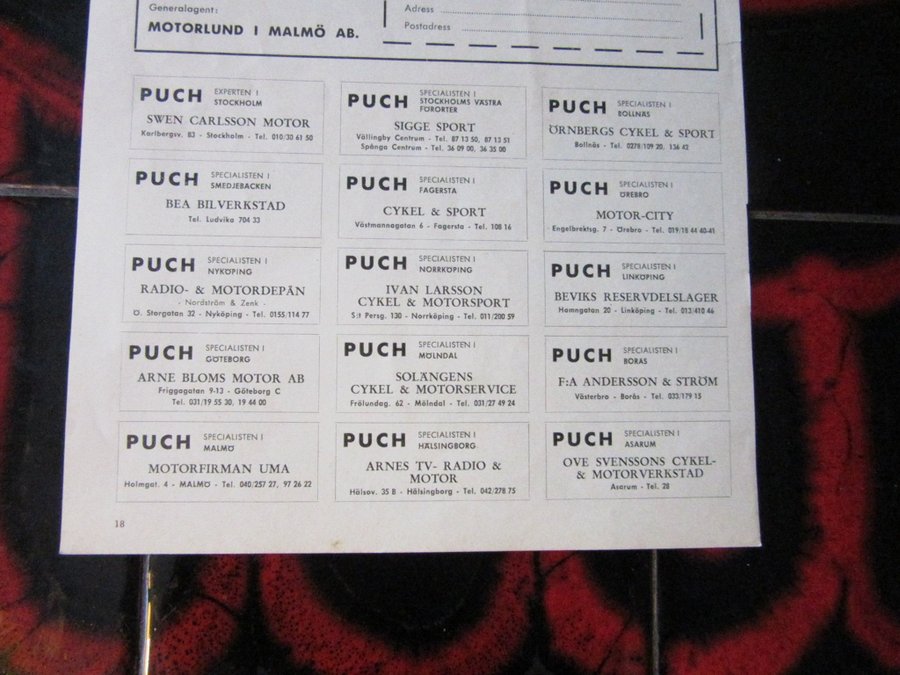 Generalagent:
MOTORLUND I MALMÖ AB.
Adress
Postadress
PUCH EXPERTEN I
STOCKHOLM
SWEN CARLSSON MOTOR
Karlbergsv. 83 - Stockholm - Tel. 010/30 61 50
PUCH SPECIALISTEN I
STOCKHOLMS VÄSTRA
FÖRORTER
SIGGE SPORT
Vällingby Centrum - Tel. 87 13 50, 87 13 51
Spånga Centrum - Tel. 36 09 00, 36 35 00
PUCH SPECIALISTEN I
BOLLNÄS
ÖRNBERGS CYKEL & SPORT
Bollnäs - Tel. 0278/109 20, 136 42
PUCH SPECIALISTEN I
SMEDJEBACKEN
BEA BILVERKSTAD
Tel. Ludvika 704 33
PUCH SPECIALISTEN I
FAGERSTA
CYKEL & SPORT
Västmannagatan 6 - Fagersta - Tel. 108 16
PUCH SPECIALISTEN I
ÖREBRO
MOTOR-CITY
Engelbrektsg. 7 - Örebro - Tel. 019/18 44 40-41
PUCH SPECIALISTEN I
NYKÖPING
RADIO- & MOTORDEPÅN
- Nordström & Zenk -
Ö. Storgatan 32 - Nyköping - Tel. 0155/114 77
PUCH SPECIALISTEN I
NORRKÖPING
IVAN LARSSON
CYKEL & MOTORSPORT
S:t Persg. 130 - Norrköping - Tel. 011/200 59
PUCH SPECIALISTEN I
LINKÖPING
BEVIKS RESERVDELSLAGER
Hamngatan 20 - Linköping - Tel. 013/410 46
PUCH SPECIALISTEN I
GÖTEBORG
ARNE BLOMS MOTOR AB
Friggagatan 9-13 - Göteborg C
Tel. 031/19 55 30, 19 44 00
PUCH SPECIALISTEN I
MÖLNDAL
SOLÄNGENS
CYKEL & MOTORSERVICE
Frölundag. 62 - Mölndal - Tel. 031/27 49 24
PUCH SPECIALISTEN I
BORÅS
F:A ANDERSSON & STRÖM
Västerbro - Borås - Tel. 033/179 15
PUCH SPECIALISTEN I
MALMÖ
MOTORFIRMAN UMA
Holmgat. 4 - MALMÖ - Tel. 040/257 27, 97 26 22
PUCH SPECIALISTEN I
HÄLSINGBORG
ARNES TV- RADIO &
MOTOR
Hälsov. 35 B - Hälsingborg - Tel. 042/278 75
PUCH SPECIALISTEN I
ASARUM
OVE SVENSSONS CYKEL-
& MOTORVERKSTAD
Asarum - Tel. 28
18